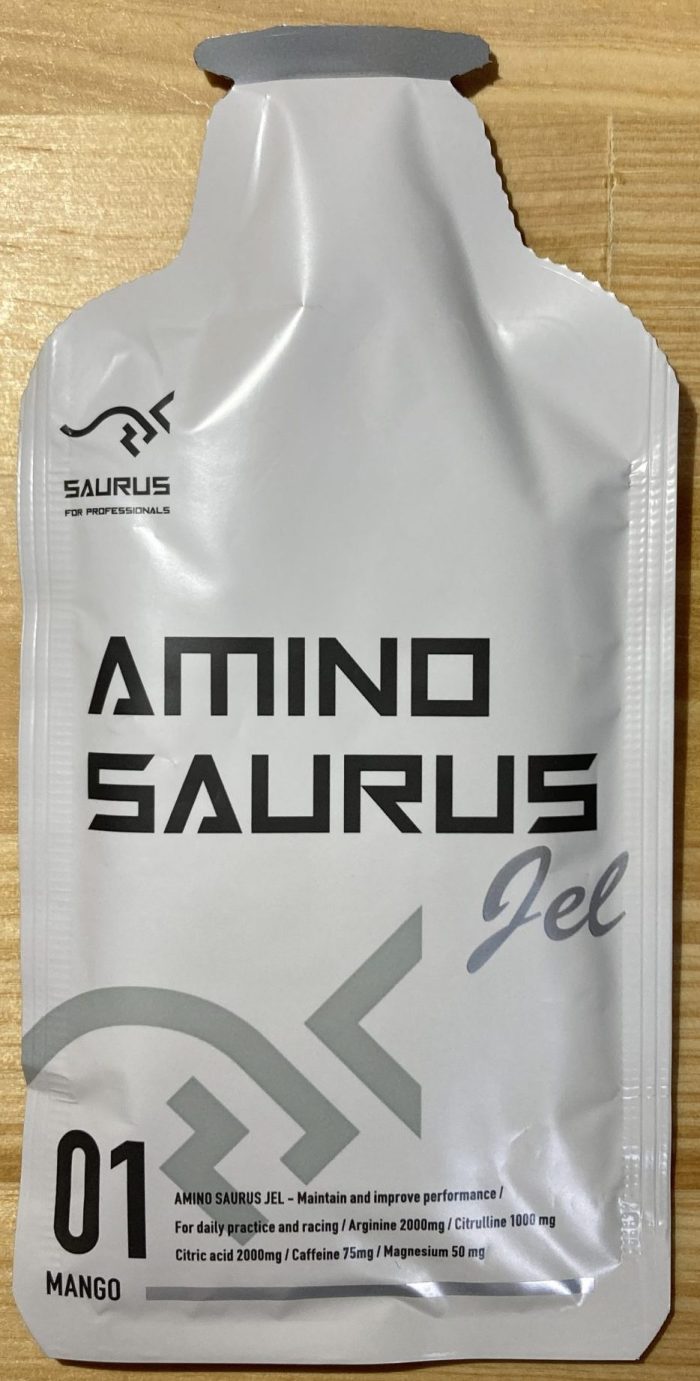 SAURUS
FOR PROFESSIONALS
AMINO
SAURUS
Jel
01
MANGO
AMINO SAURUS JEL – Maintain and improve performance /
For daily practice and racing / Arginine 2000mg / Citrulline 1000 mg
Citric acid 2000mg / Caffeine 75mg / Magnesium 50 mg